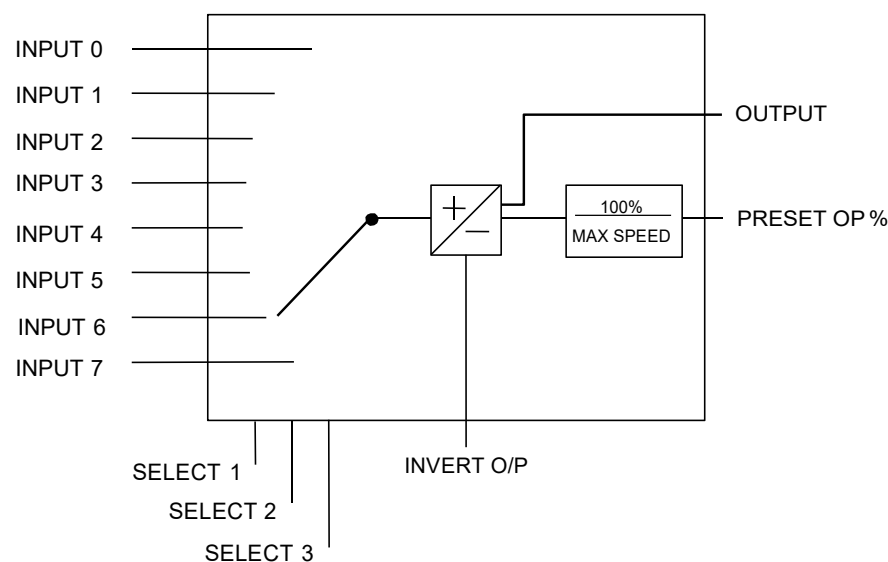 INPUT 0
INPUT 1
INPUT 2
INPUT 3
INPUT 4
INPUT 5
INPUT 6
INPUT 7
OUTPUT
+
−
100%
MAX SPEED
PRESET OP %
SELECT 1
SELECT 2
SELECT 3
INVERT O/P